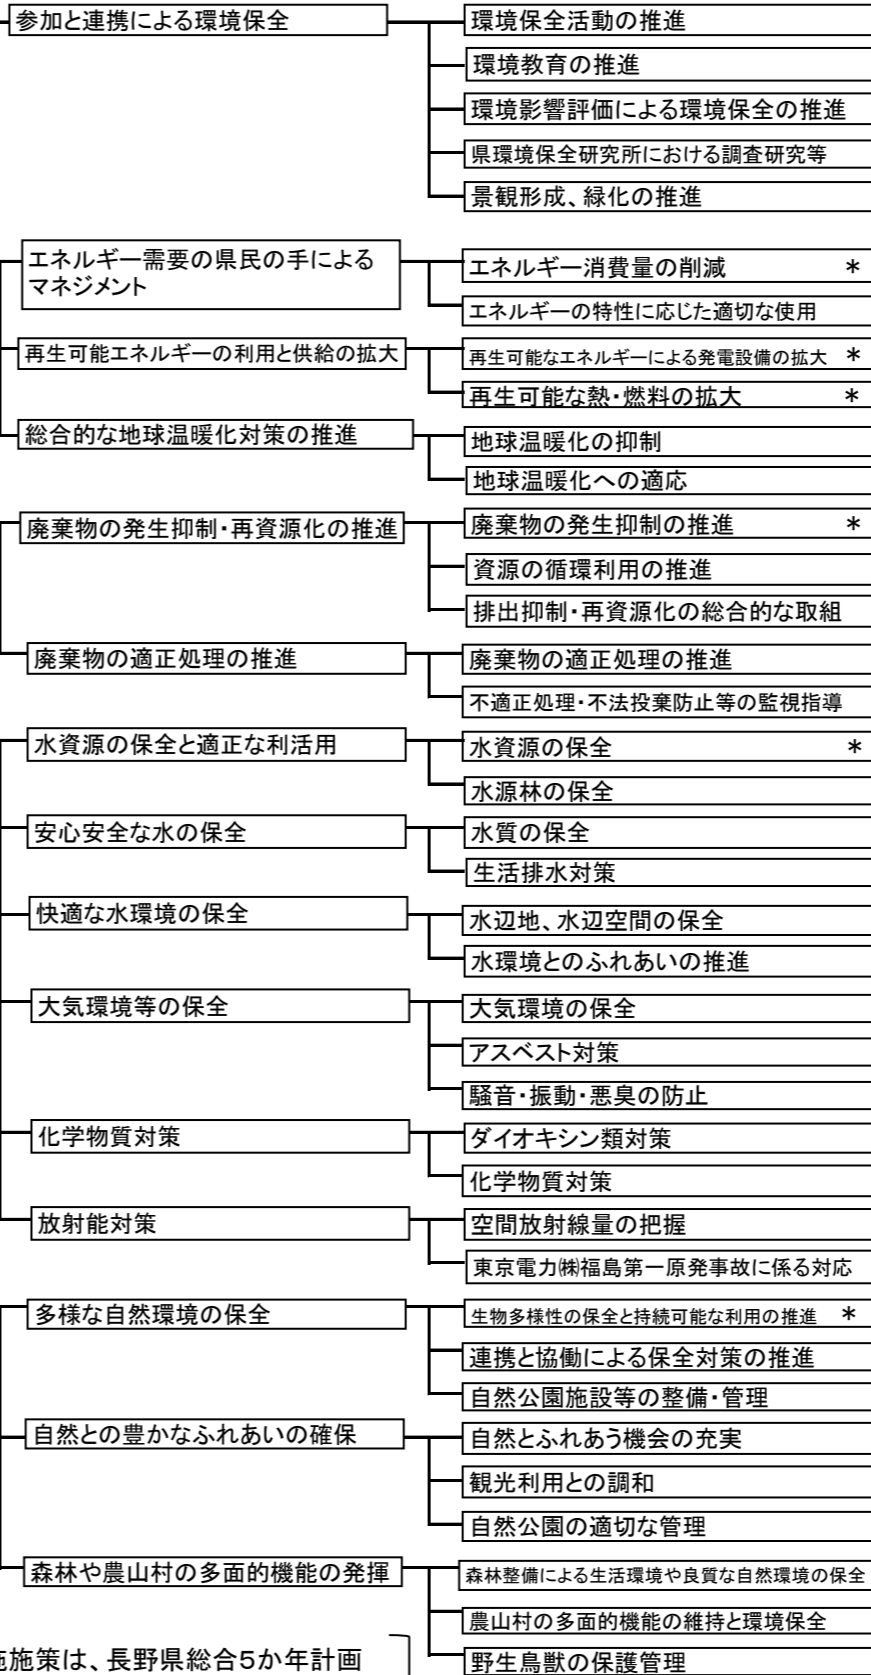 参加と連携による環境保全
環境保全活動の推進
環境教育の推進
環境影響評価による環境保全の推進
県環境保全研究所における調査研究等
景観形成、緑化の推進
エネルギー需要の県民の手による
マネジメント
エネルギー消費量の削減 *
エネルギーの特性に応じた適切な使用
再生可能エネルギーの利用と供給の拡大
再生可能なエネルギーによる発電設備の拡大 *
再生可能な熱・燃料の拡大 *
総合的な地球温暖化対策の推進
地球温暖化の抑制
地球温暖化への適応
廃棄物の発生抑制・再資源化の推進
廃棄物の発生抑制の推進 *
資源の循環利用の推進
排出抑制・再資源化の総合的な取組
廃棄物の適正処理の推進
廃棄物の適正処理の推進
不適正処理・不法投棄防止等の監視指導
水資源の保全と適正な利活用
水資源の保全 *
水源林の保全
安心安全な水の保全
水質の保全
生活排水対策
快適な水環境の保全
水辺地、水辺空間の保全
水環境とのふれあいの推進
大気環境等の保全
大気環境の保全
アスベスト対策
騒音・振動・悪臭の防止
化学物質対策
ダイオキシン類対策
化学物質対策
放射能対策
空間放射線量の把握
東京電力㈱福島第一原発事故に係る対応
多様な自然環境の保全
生物多様性の保全と持続可能な利用の推進 *
連携と協働による保全対策の推進
自然公園施設等の整備・管理
自然との豊かなふれあいの確保
自然とふれあう機会の充実
観光利用との調和
自然公園の適切な管理
森林や農山村の多面的機能の発揮
森林整備による生活環境や良質な自然環境の保全
農山村の多面的機能の維持と環境保全
野生鳥獣の保護管理
施施策は、長野県総合5か年計画